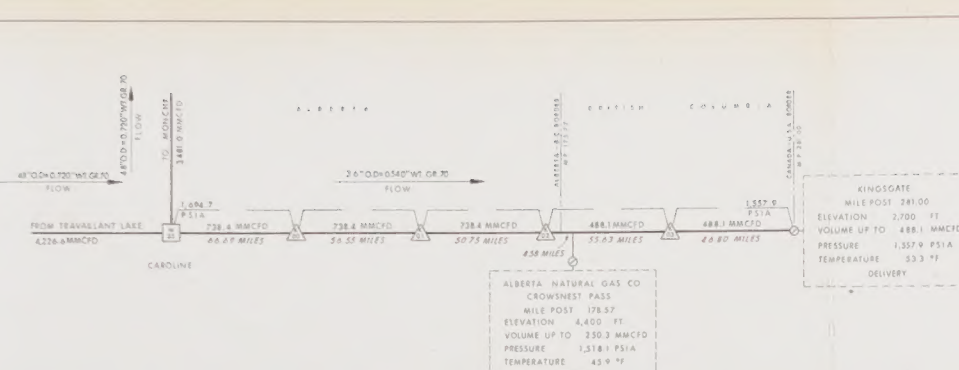 48" O.D × 0.720" WT. GR.70
FLOW
TO MONCHY
3481.0 MMCFD
ALBERTA
BRITISH COLUMBIA
ALBERTA - B.C. BORDER
CANADA - U.S.A. BORDER
48" O.D × 0.720" WT. GR.70
FLOW
36" O.D × 0.540" WT. GR.70
FLOW
1,694.7
PSIA
1,557.9
PSIA
FROM TRAVAILLANT LAKE
4,226.6 MMCFD
738.4 MMCFD
66.69 MILES
738.4 MMCFD
56.55 MILES
738.4 MMCFD
50.75 MILES
4.58 MILES
488.1 MMCFD
55.63 MILES
488.1 MMCFD
46.80 MILES
CAROLINE
KINGSGATE
MILE POST 281.00
ELEVATION 2,700 FT
VOLUME UP TO 488.1 MMCFD
PRESSURE 1,557.9 PSIA
TEMPERATURE 53.3 °F
DELIVERY
ALBERTA NATURAL GAS CO
CROWSNEST PASS
MILE POST 178.57
ELEVATION 4,400 FT
VOLUME UP TO 250.3 MMCFD
PRESSURE 1,518.1 PSIA
TEMPERATURE 45.9 °F